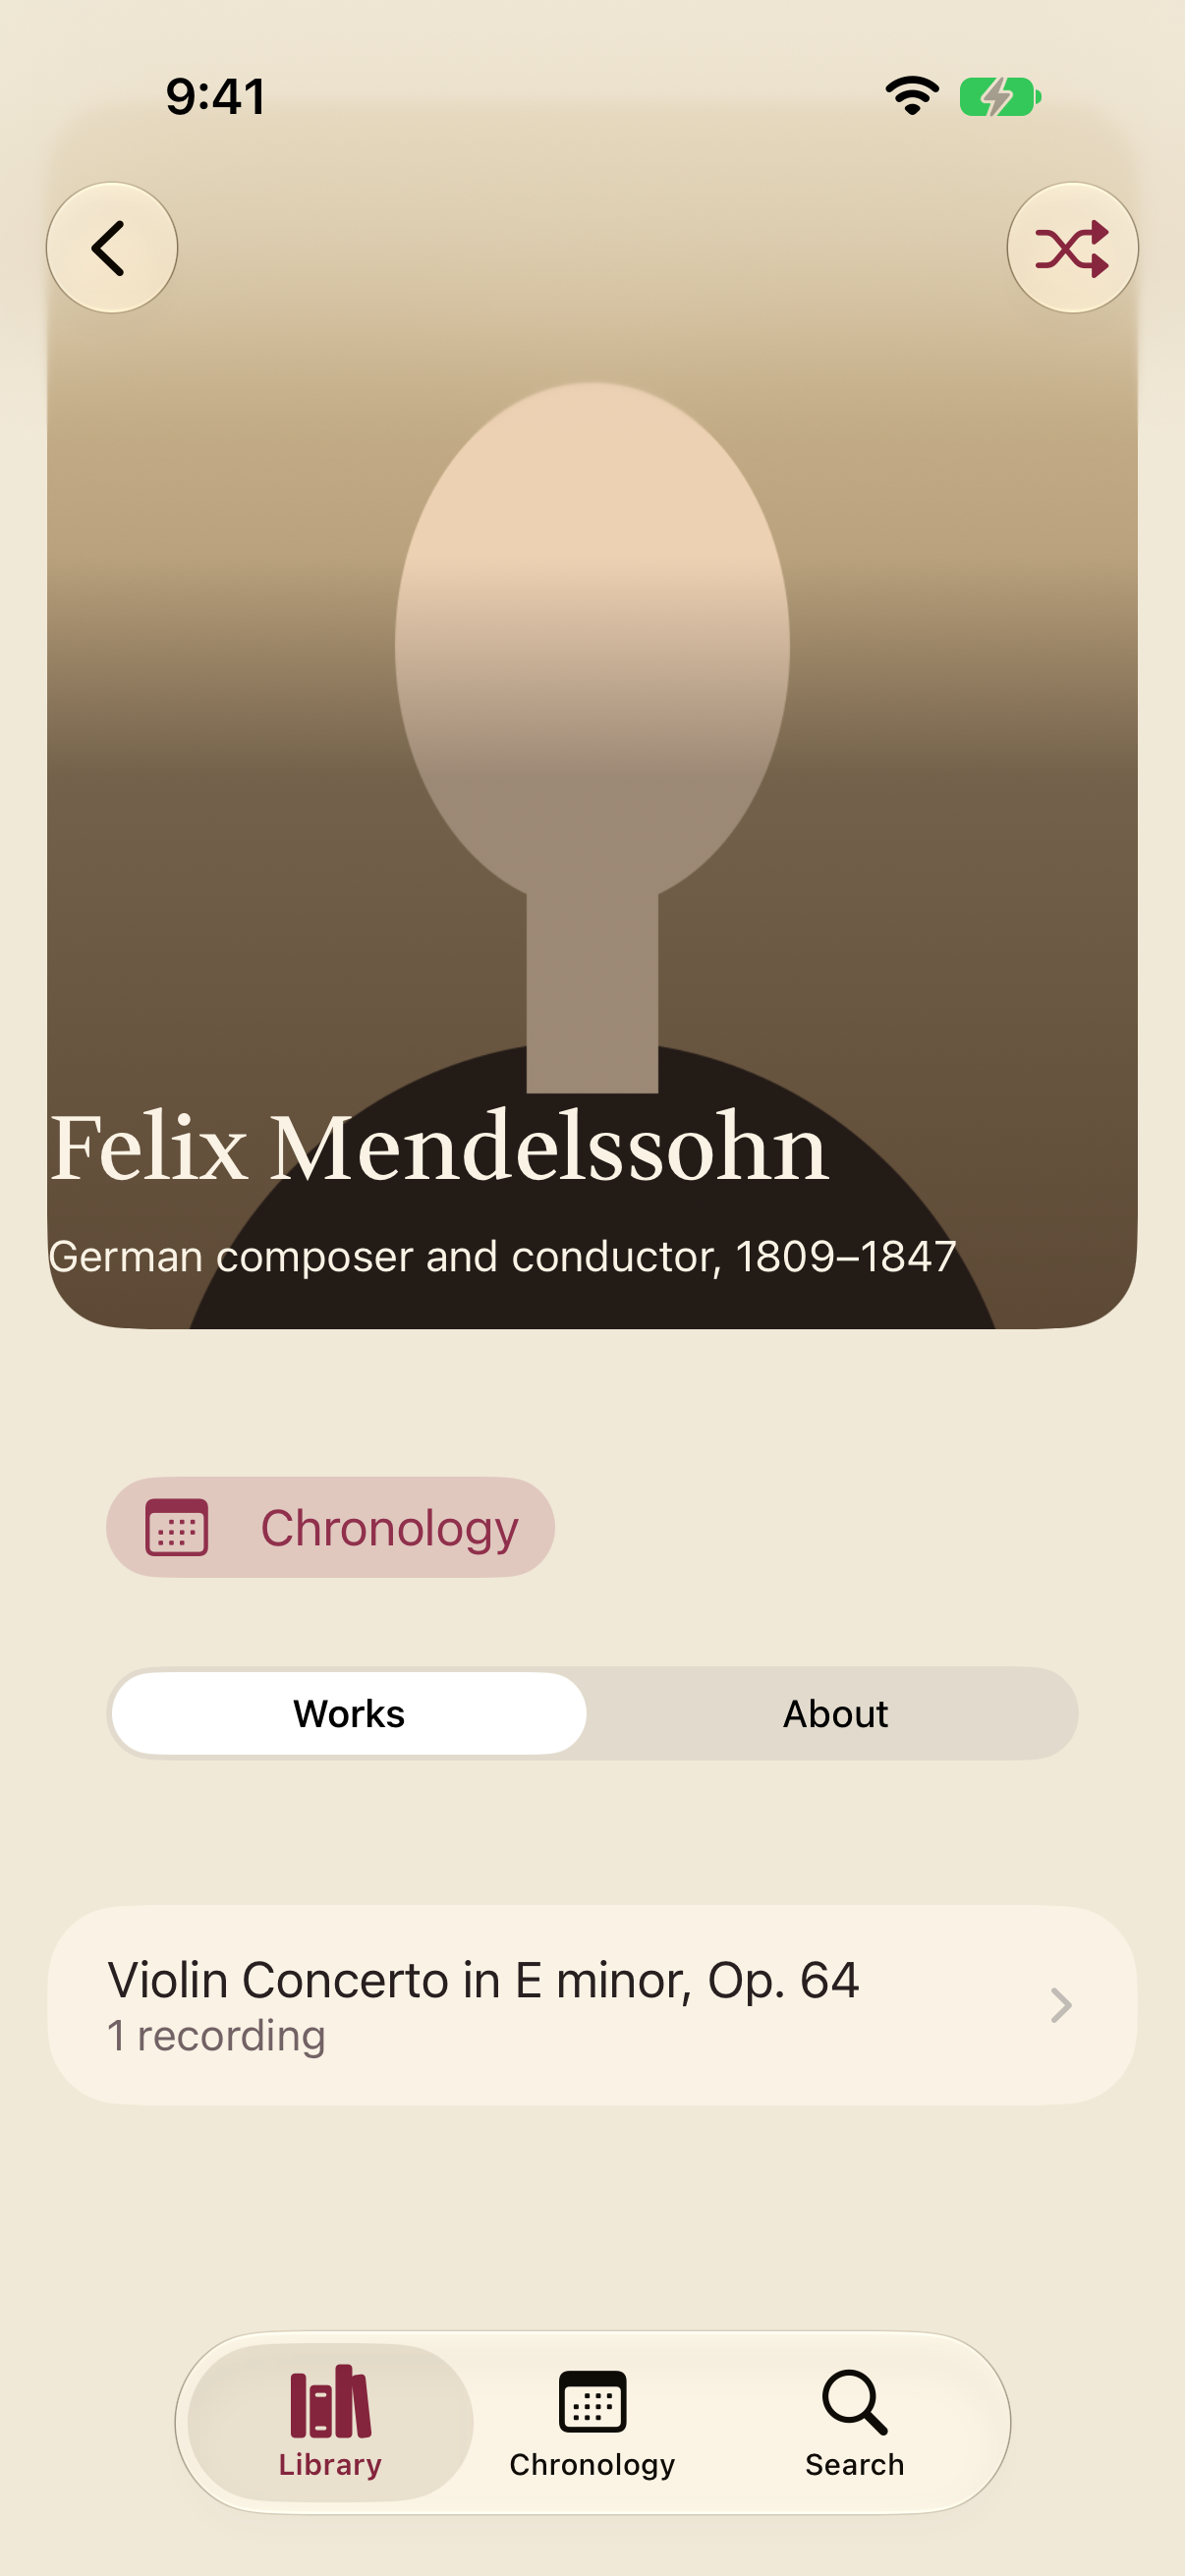 9:41
Felix Mendelssohn
German composer and conductor, 1809–1847
Chronology
Works
About
Violin Concerto in E minor, Op. 64
1 recording
Library
Chronology
Search